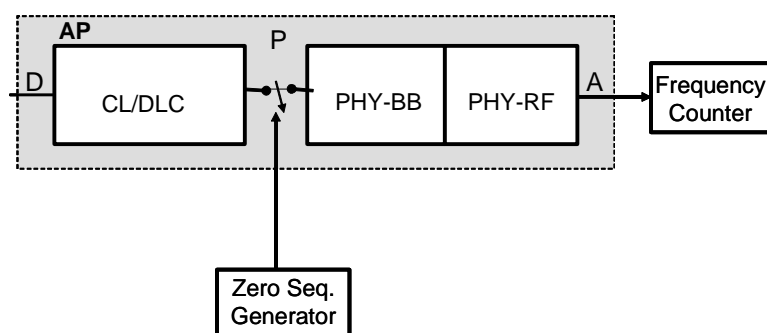 AP
P
D
CL/DLC
PHY-BB
PHY-RF
A
Frequency
Counter
Zero Seq.
Generator